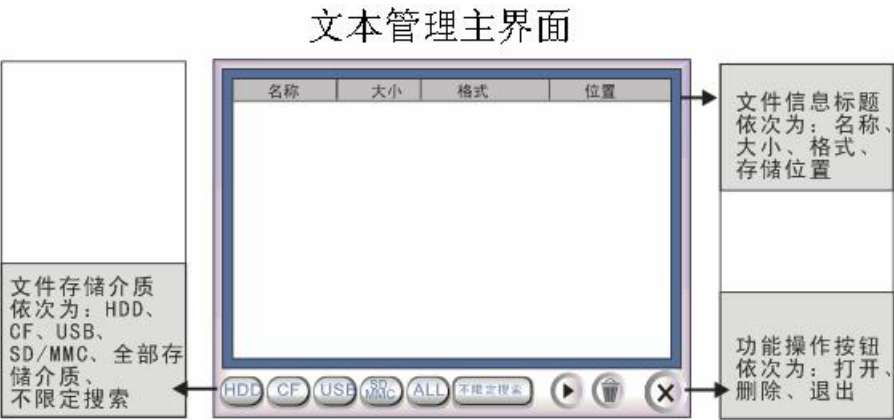 文本管理主界面
名称 大小 格式 位置
文件信息标题
依次为：名称、
大小、格式、
存储位置
文件存储介质
依次为：HDD、
CF、USB、
SD/MMC、全部存
储介质、
不限定搜索
功能操作按钮
依次为：打开、
删除、退出
HDD CF USB SD MMC ALL 不限定搜索